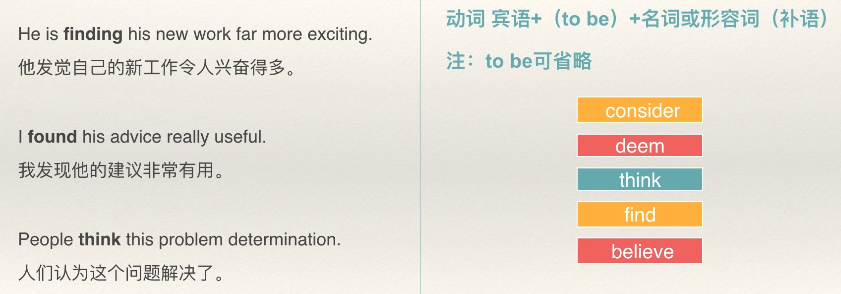 He is finding his new work far more exciting.
他发觉自己的新工作令人兴奋得多。
I found his advice really useful.
我发现他的建议非常有用。
People think this problem determination.
人们认为这个问题解决了。
动词 宾语+（to be）+名词或形容词（补语）
注：to be可省略
consider
deem
think
find
believe